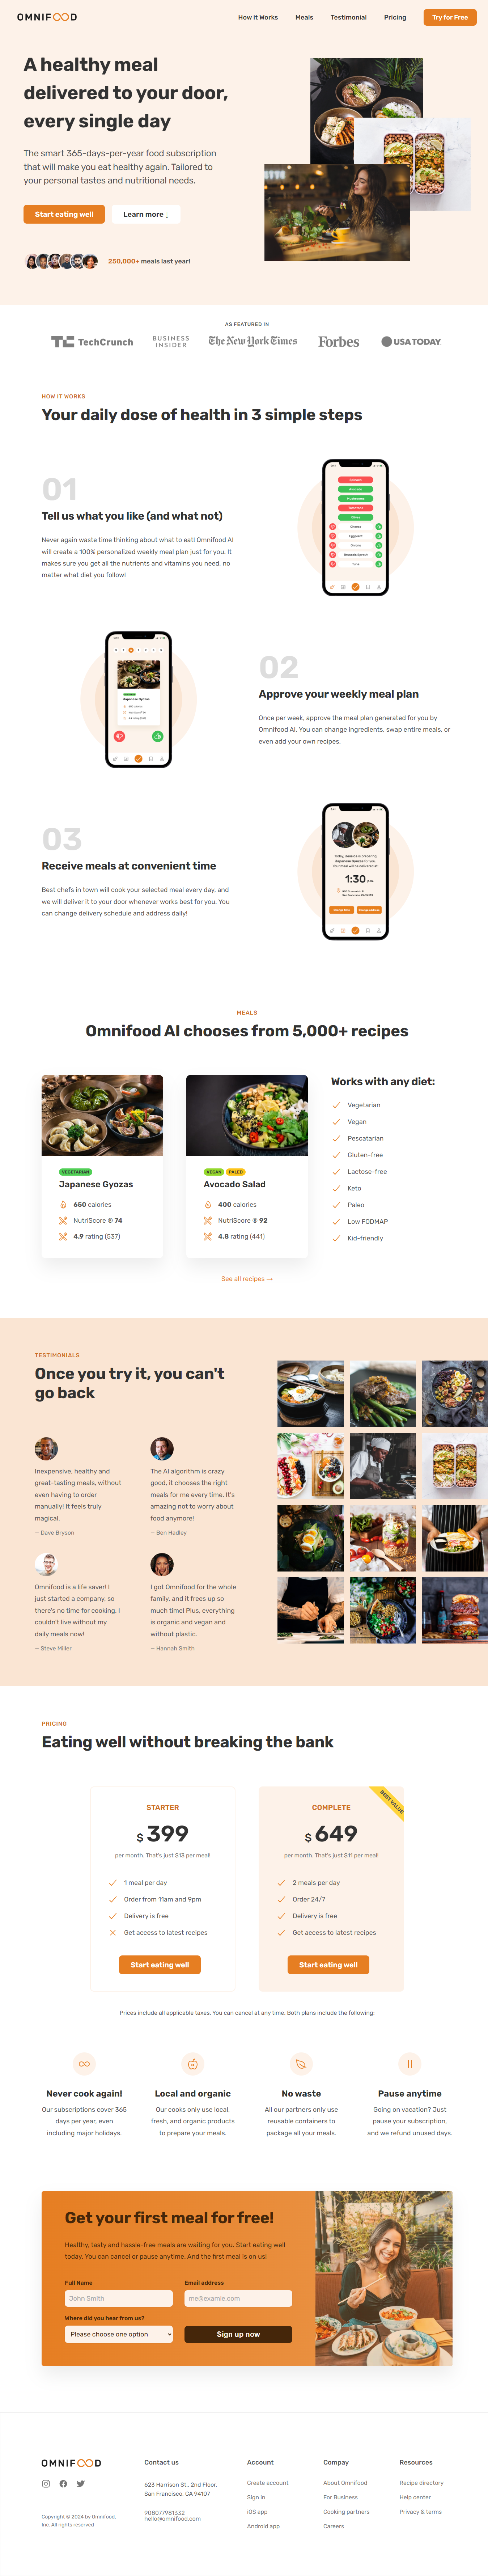 OMNIFOOD
How it Works
Meals
Testimonial
Pricing
Try for Free
A healthy meal
delivered to your door,
every single day
The smart 365-days-per-year food subscription
that will make you eat healthy again. Tailored to
your personal tastes and nutritional needs.
Start eating well
Learn more ↓
250.000+ meals last year!
AS FEATURED IN
TechCrunch
BUSINESS
INSIDER
The New York Times
Forbes
USA TODAY
HOW IT WORKS
Your daily dose of health in 3 simple steps
01
Tell us what you like (and what not)
Never again waste time thinking about what to eat! Omnifood AI
will create a 100% personalized weekly meal plan just for you. It
makes sure you get all the nutrients and vitamins you need, no
matter what diet you follow!
02
Approve your weekly meal plan
Once per week, approve the meal plan generated for you by
Omnifood AI. You can change ingredients, swap entire meals, or
even add your own recipes.
03
Receive meals at convenient time
Best chefs in town will cook your selected meal every day, and
we will deliver it to your door whenever works best for you. You
can change delivery schedule and address daily!
1:30
MEALS
Omnifood AI chooses from 5,000+ recipes
VEGETARIAN
Japanese Gyozas
650 calories
NutriScore ® 74
4.9 rating (537)
VEGAN
PALEO
Avocado Salad
400 calories
NutriScore ® 92
4.8 rating (441)
Works with any diet:
Vegetarian
Vegan
Pescatarian
Gluten-free
Lactose-free
Keto
Paleo
Low FODMAP
Kid-friendly
See all recipes →
TESTIMONIALS
Once you try it, you can't
go back
Inexpensive, healthy and
great-tasting meals, without
even having to order
manually! It feels truly
magical.
— Dave Bryson
The AI algorithm is crazy
good, it chooses the right
meals for me every time. It's
amazing not to worry about
food anymore!
— Ben Hadley
Omnifood is a life saver! I
just started a company, so
there's no time for cooking. I
couldn't live without my
daily meals now!
— Steve Miller
I got Omnifood for the whole
family, and it frees up so
much time! Plus, everything
is organic and vegan and
without plastic.
— Hannah Smith
PRICING
Eating well without breaking the bank
STARTER
$ 399
per month. That's just $13 per meal!
1 meal per day
Order from 11am and 9pm
Delivery is free
Get access to latest recipes
Start eating well
BEST VALUE
COMPLETE
$ 649
per month. That's just $11 per meal!
2 meals per day
Order 24/7
Delivery is free
Get access to latest recipes
Start eating well
Prices include all applicable taxes. You can cancel at any time. Both plans include the following:
Never cook again!
Our subscriptions cover 365
days per year, even
including major holidays.
Local and organic
Our cooks only use local,
fresh, and organic products
to prepare your meals.
No waste
All our partners only use
reusable containers to
package all your meals.
Pause anytime
Going on vacation? Just
pause your subscription,
and we refund unused days.
Get your first meal for free!
Healthy, tasty and hassle-free meals are waiting for you. Start eating well
today. You can cancel or pause anytime. And the first meal is on us!
Full Name
John Smith
Email address
me@examle.com
Where did you hear from us?
Please choose one option
Sign up now
OMNIFOOD
Copyright © 2024 by Omnifood,
Inc. All rights reserved
Contact us
623 Harrison St., 2nd Floor,
San Francisco, CA 94107
908077981332
hello@omnifood.com
Account
Create account
Sign in
iOS app
Android app
Compay
About Omnifood
For Business
Cooking partners
Careers
Resources
Recipe directory
Help center
Privacy & terms